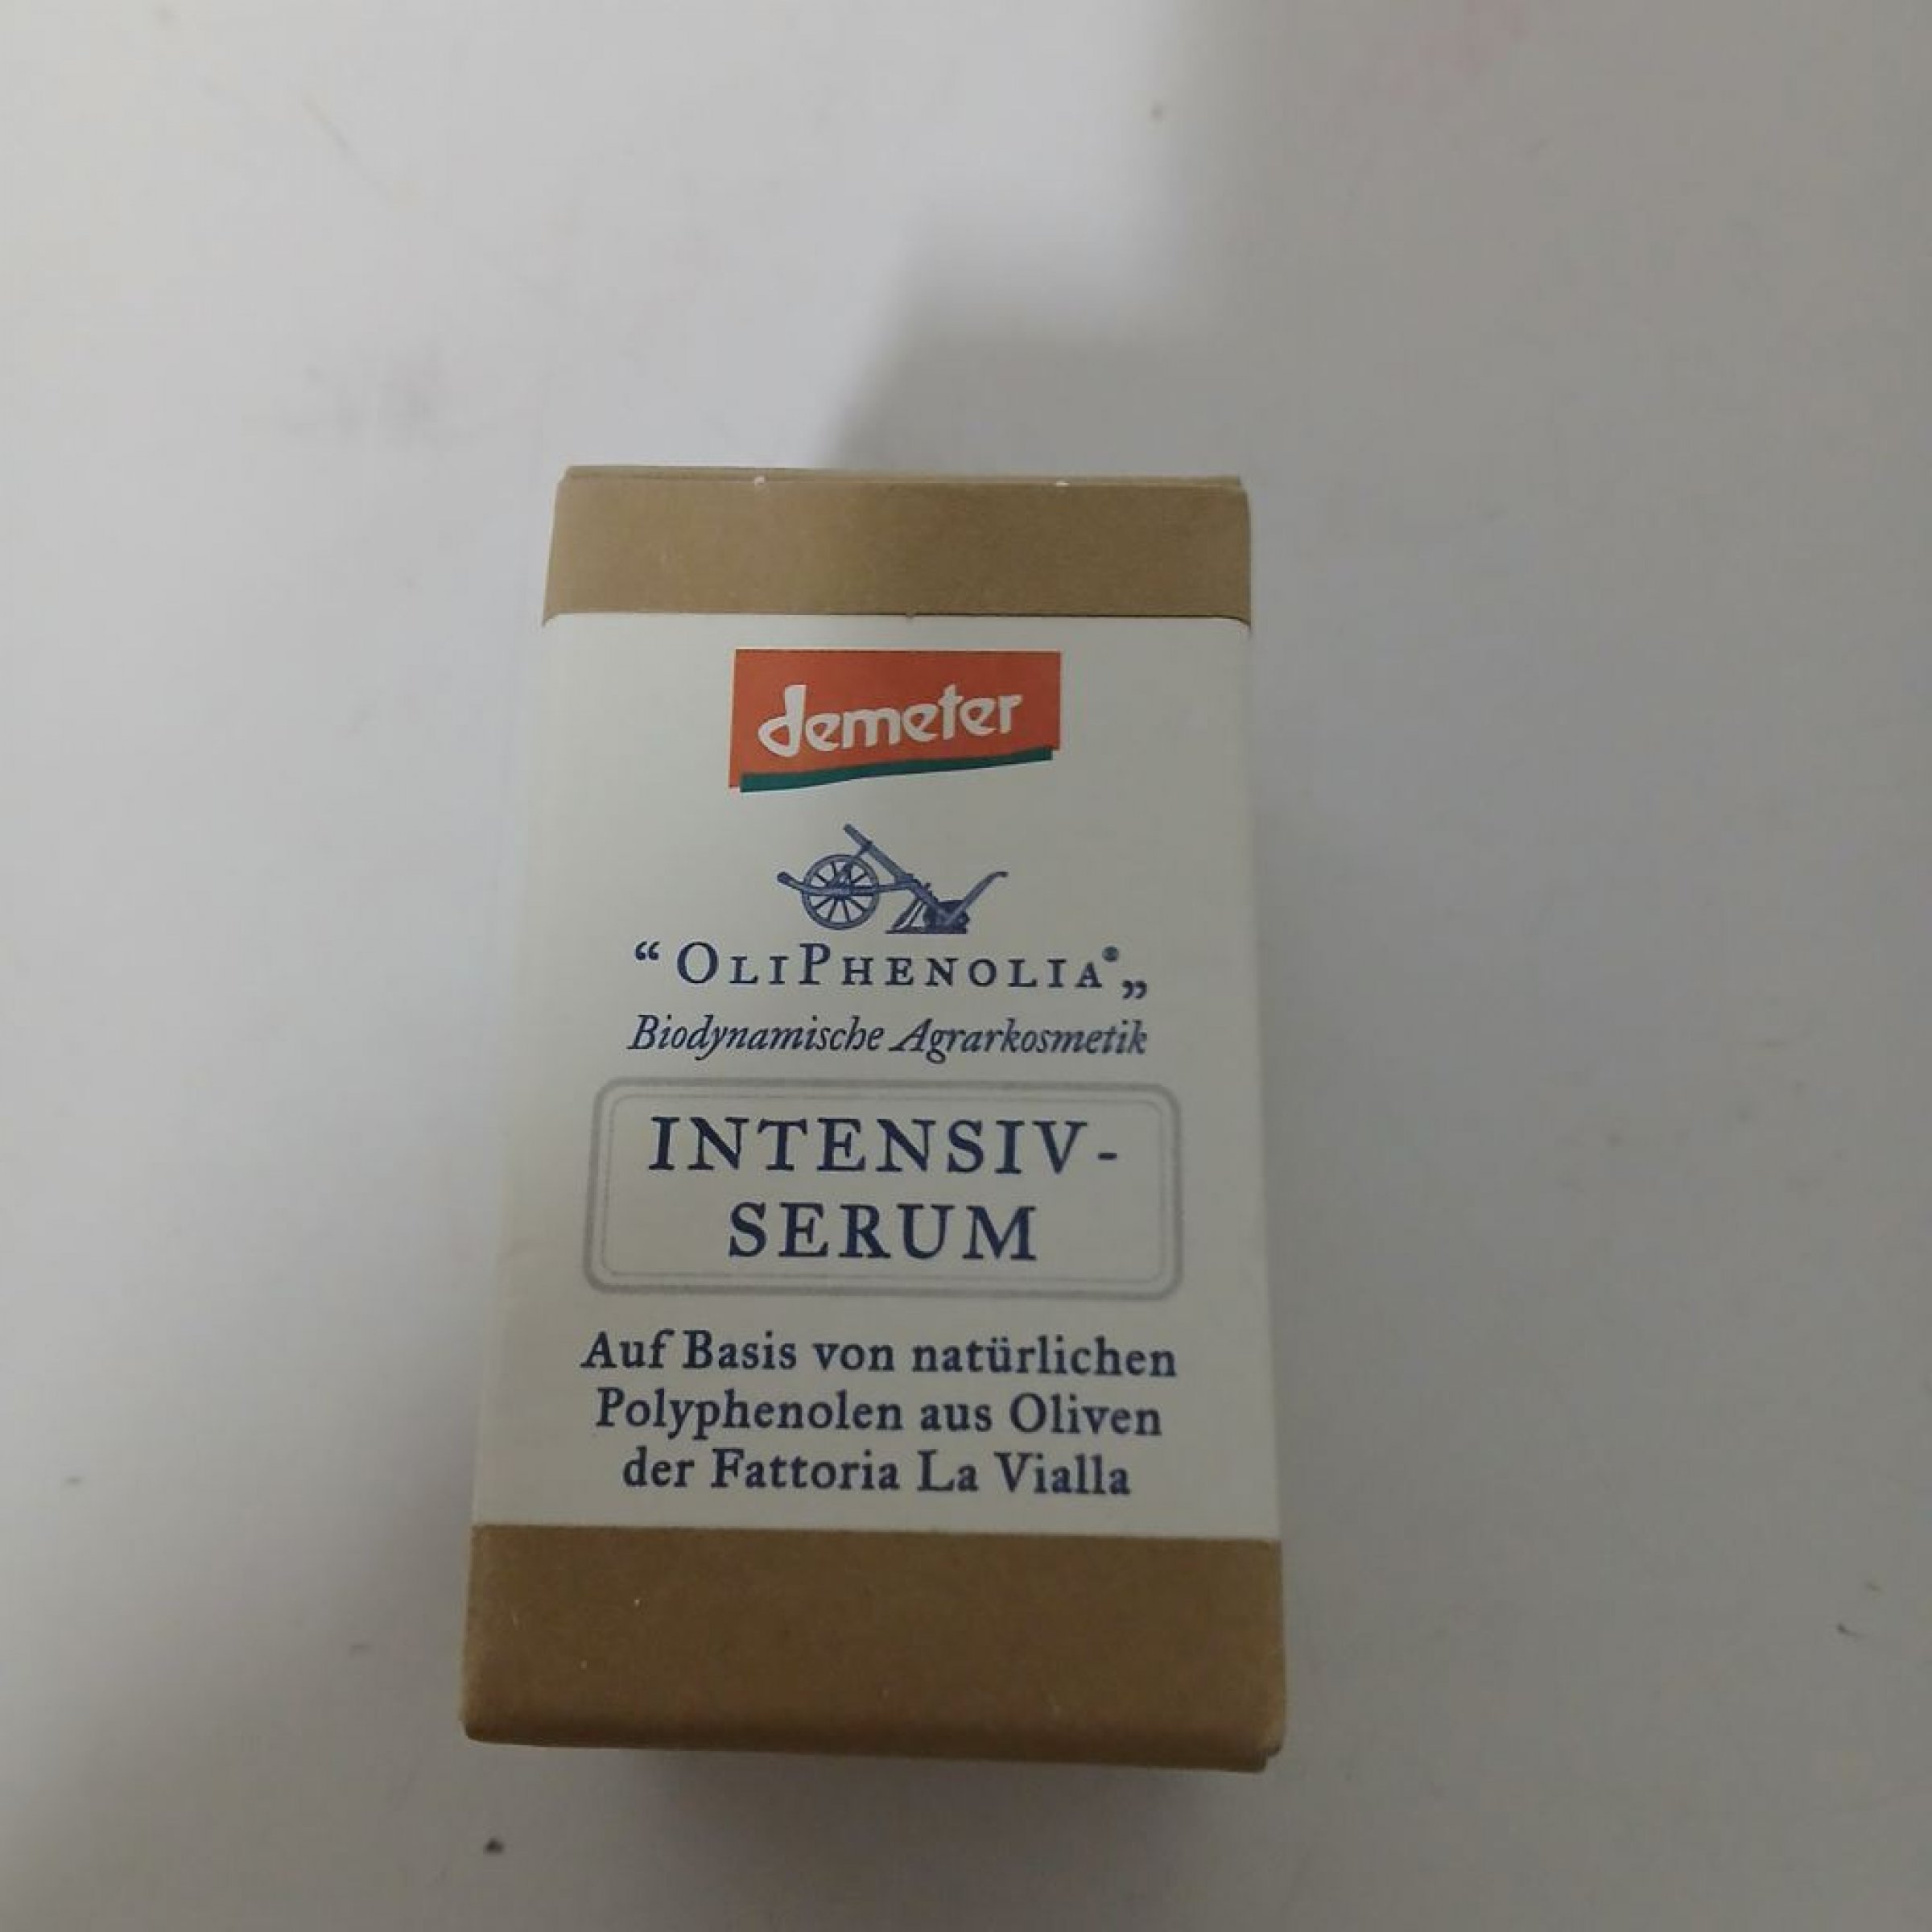 demeter
“OLIPHENOLIA®„
Biodynamische Agrarkosmetik
INTENSIV-
SERUM
Auf Basis von natürlichen
Polyphenolen aus Oliven
der Fattoria La Vialla